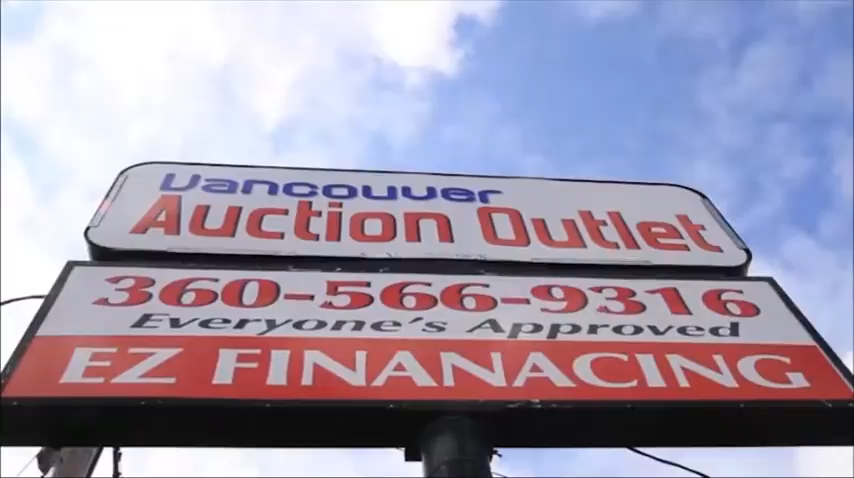 Vancouver
Auction Outlet
360-566-9316
Everyone's Approved
EZ FINANACING